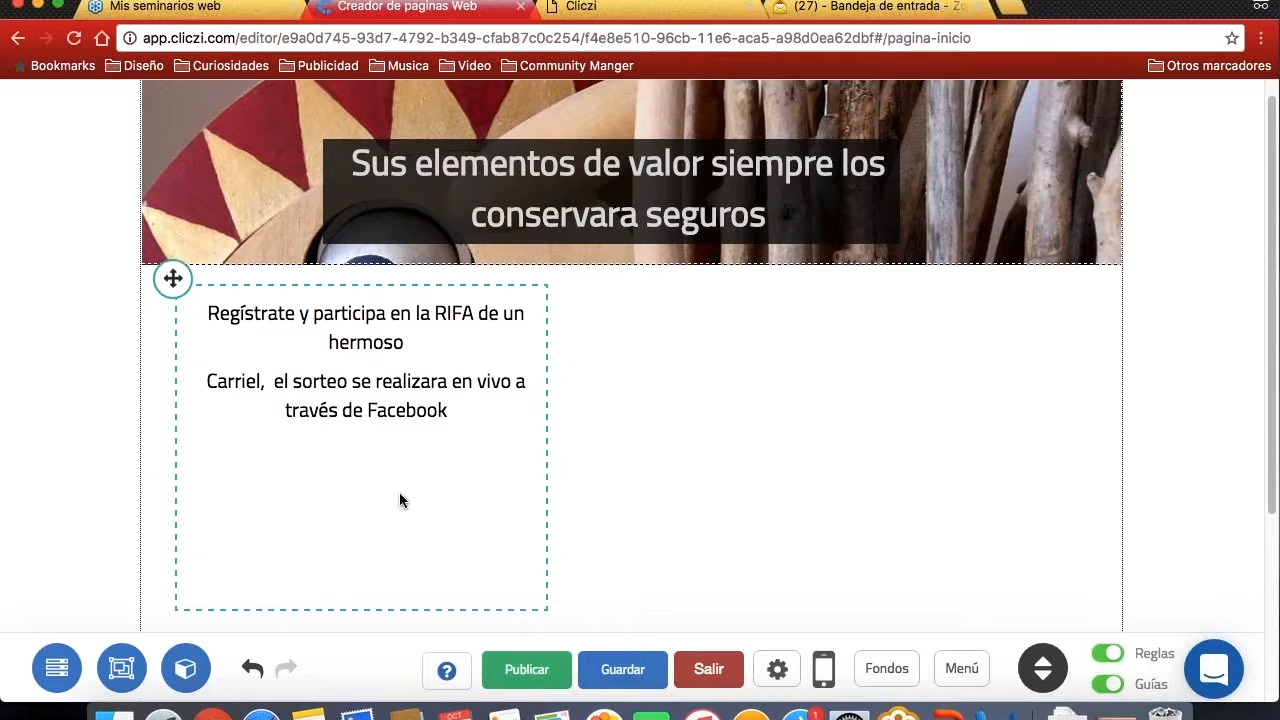 Mis seminarios web
Creador de paginas Web
Cliczi
(27) - Bandeja de entrada - Zo
app.cliczi.com/editor/e9a0d745-93d7-4792-b349-cfab87c0c254/f4e8e510-96cb-11e6-aca5-a98d0ea62dbf#/pagina-inicio
Bookmarks Diseño Curiosidades Publicidad Musica Video Community Manger Otros marcadores
Sus elementos de valor siempre los
conservara seguros
Regístrate y participa en la RIFA de un
hermoso
Carriel, el sorteo se realizara en vivo a
través de Facebook
? Publicar Guardar Salir Fondos Menú
Reglas
Guías
OCT
1